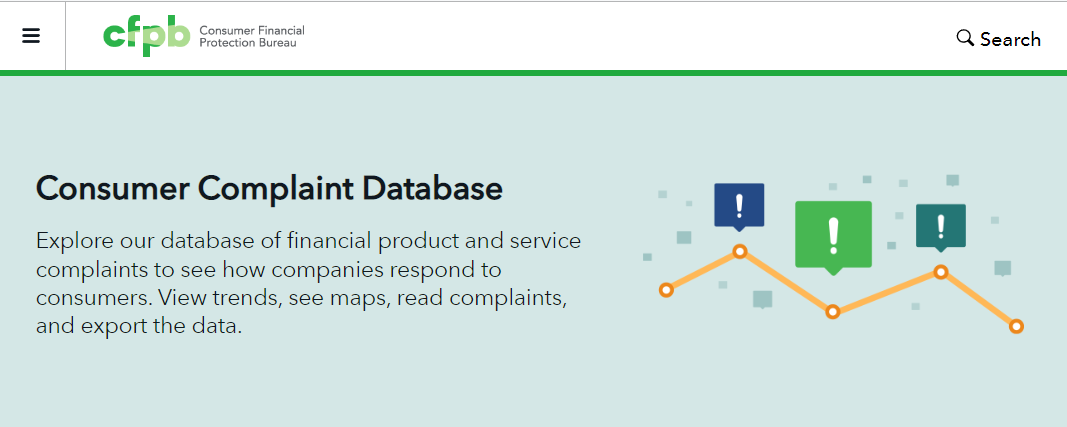 cfpb Consumer Financial
Protection Bureau
Search
Consumer Complaint Database
Explore our database of financial product and service
complaints to see how companies respond to
consumers. View trends, see maps, read complaints,
and export the data.
!
!
!